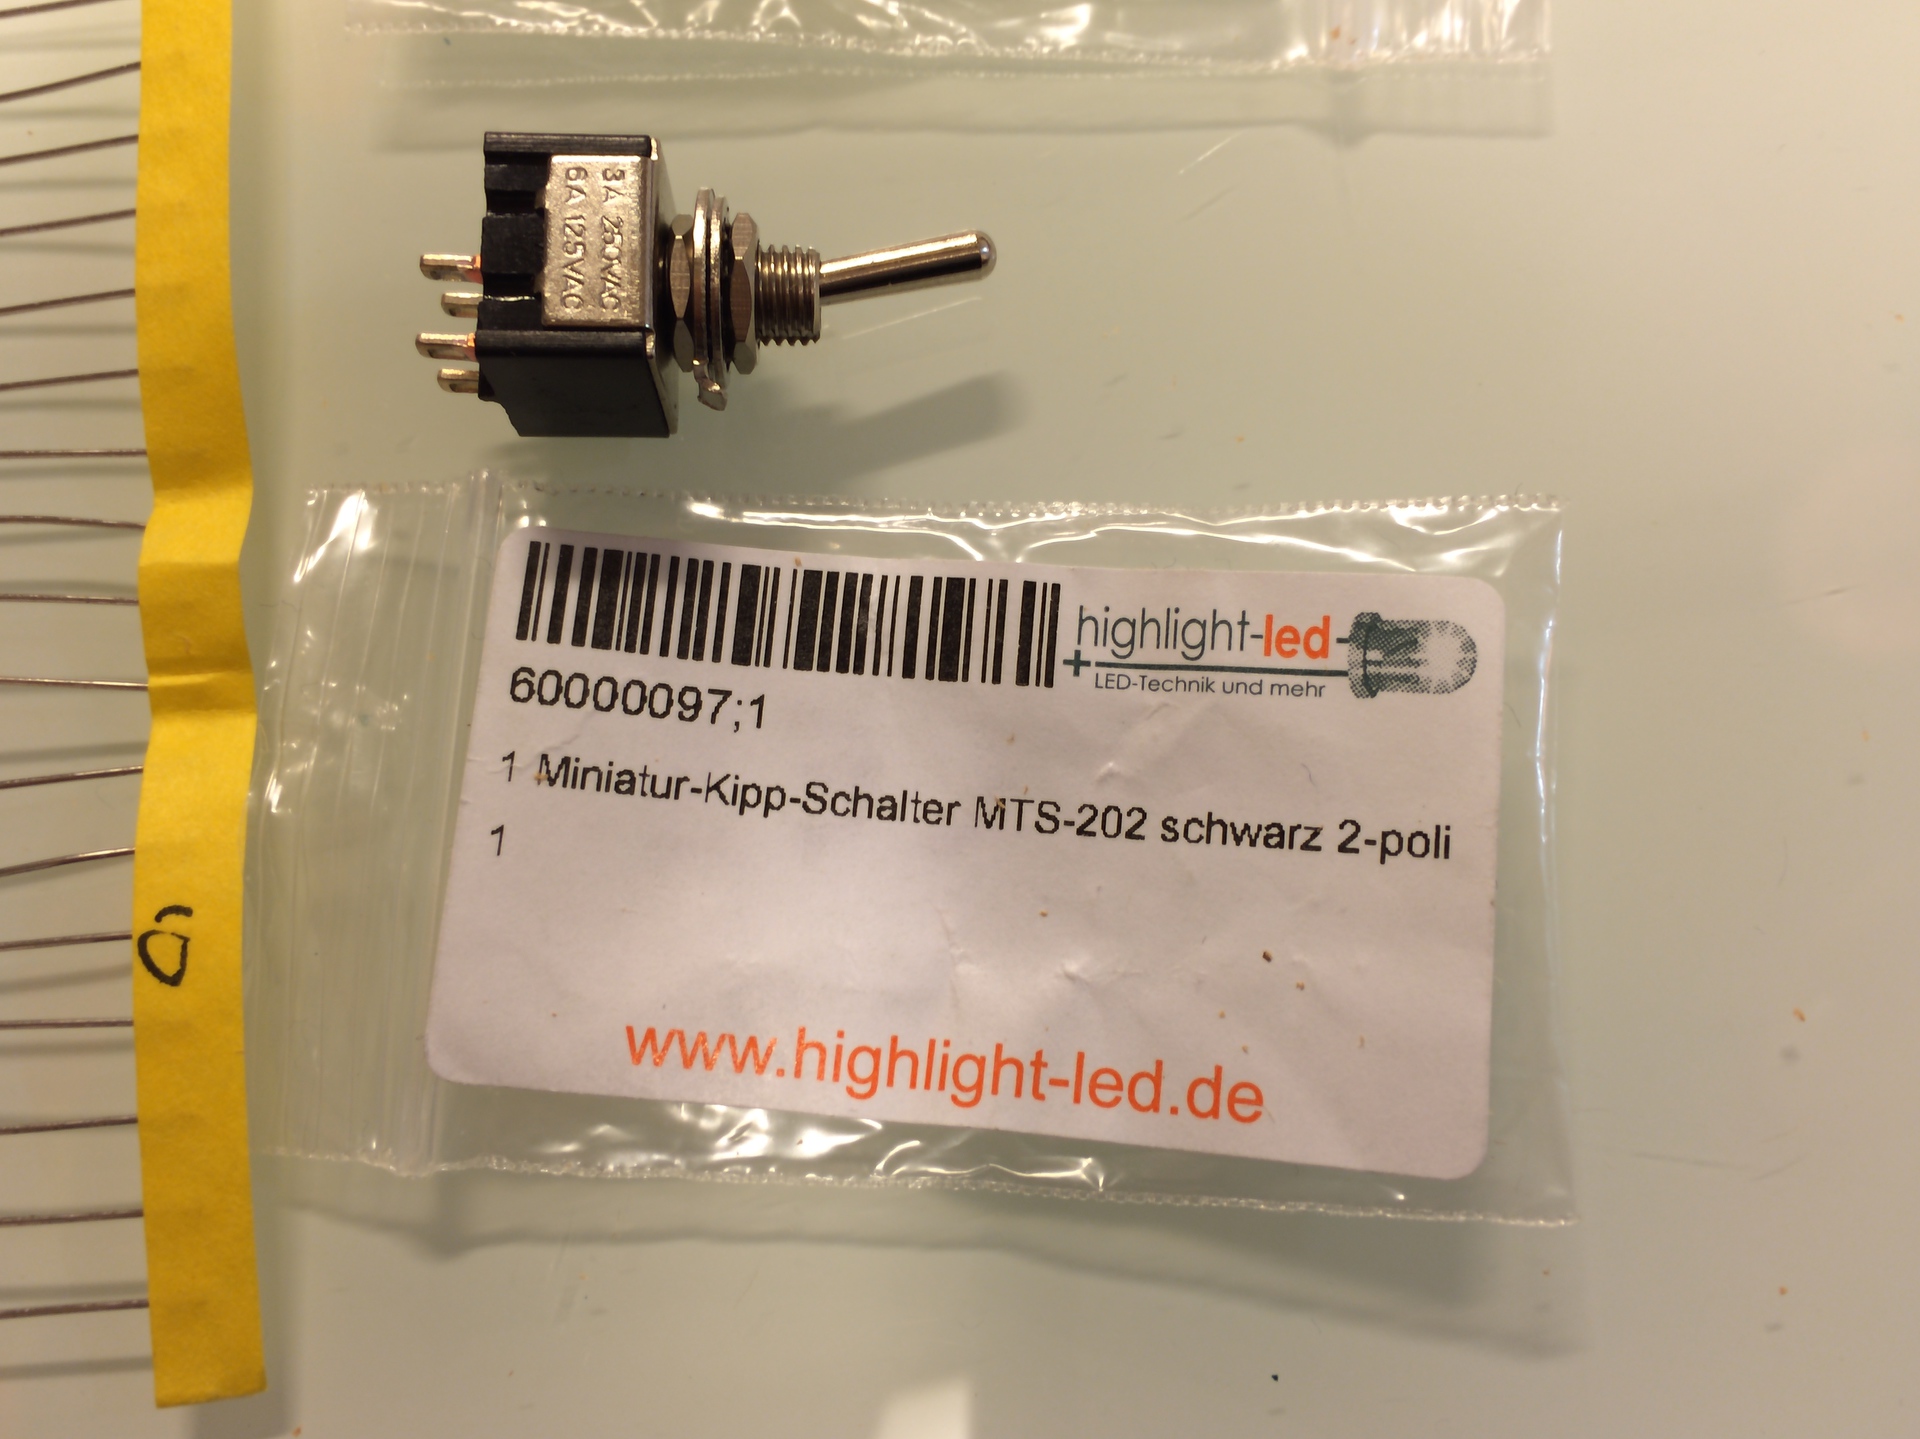 3A 250VAC
6A 125VAC
highlight-led
LED-Technik und mehr
60000097;1
1 Miniatur-Kipp-Schalter MTS-202 schwarz 2-poli
1
www.highlight-led.de